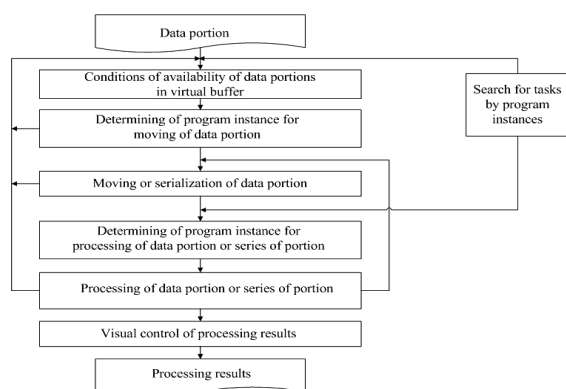 Data portion
Conditions of availability of data portions
in virtual buffer
Search for tasks
by program
instances
Determining of program instance for
moving of data portion
Moving or serialization of data portion
Determining of program instance for
processing of data portion or series of portion
Processing of data portion or series of portion
Visual control of processing results
Processing results